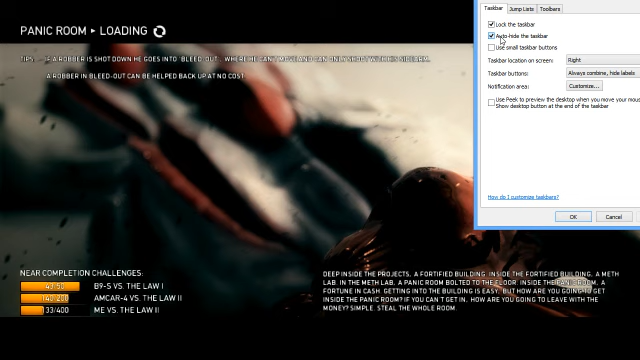 PANIC ROOM ▸ LOADING
TIPS: IF A ROBBER IS SHOT DOWN HE GOES INTO "BLEED-OUT", WHERE HE CAN'T MOVE AND CAN ONLY SHOOT WITH HIS SIDEARM.
A ROBBER IN BLEED-OUT CAN BE HELPED BACK UP AT NO COST.
NEAR COMPLETION CHALLENGES:
43/50 B9-S VS. THE LAW I
140/200 AMCAR-4 VS. THE LAW II
33/400 ME VS. THE LAW II
DEEP INSIDE THE PROJECTS, A FORTIFIED BUILDING. INSIDE THE FORTIFIED BUILDING, A METH
LAB. IN THE METH LAB, A PANIC ROOM BOLTED TO THE FLOOR. INSIDE THE PANIC ROOM, A
FORTUNE IN CASH. GETTING INTO THE BUILDING IS EASY, BUT HOW ARE YOU GOING TO GET
INSIDE THE PANIC ROOM? IF YOU CAN'T GET IN, HOW ARE YOU GOING TO LEAVE WITH THE
MONEY? SIMPLE. STEAL THE WHOLE ROOM.
Taskbar Jump Lists Toolbars
Lock the taskbar
Auto-hide the taskbar
Use small taskbar buttons
Taskbar location on screen: Right
Taskbar buttons: Always combine, hide labels
Notification area: Customize...
Use Peek to preview the desktop when you move your mous
Show desktop button at the end of the taskbar
How do I customize taskbars?
OK Cancel